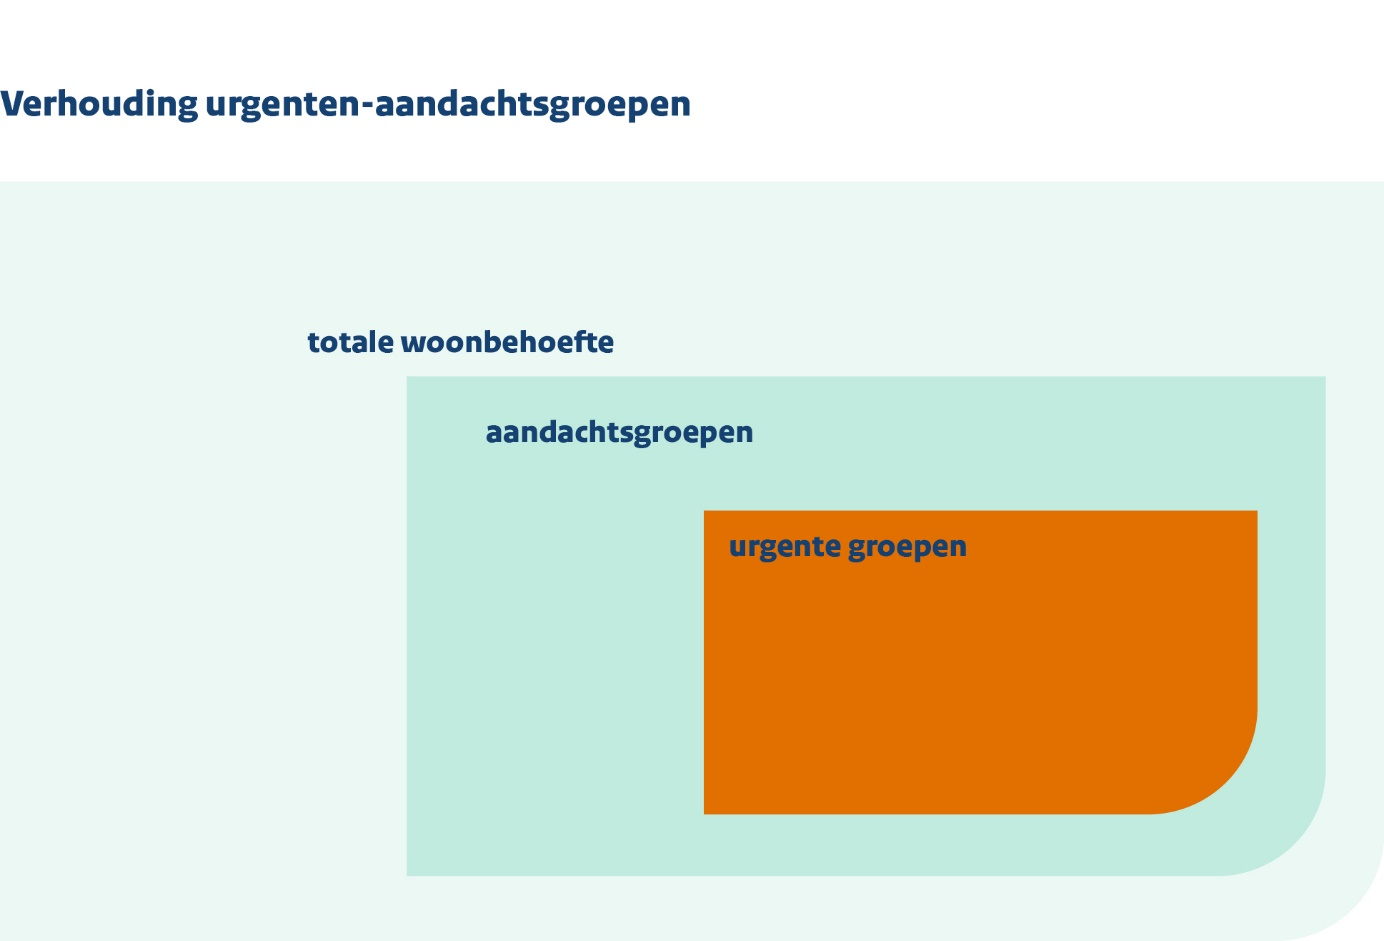 Verhouding urgenten-aandachtsgroepen
totale woonbehoefte
aandachtsgroepen
urgente groepen